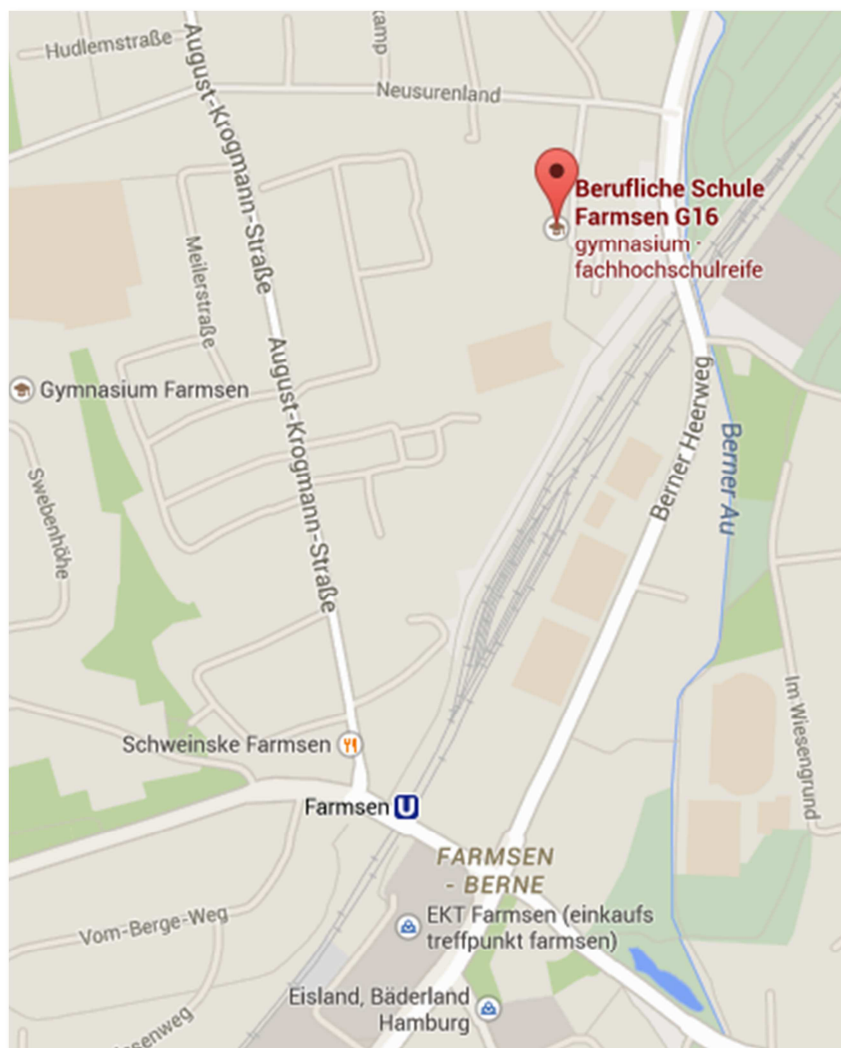 kamp
Hudlemstraße
August-Krogmann-Straße
Neusurenland
Berufliche Schule
Farmsen G16
gymnasium ·
fachhochschulreife
Meilerstraße
Gymnasium Farmsen
August-Krogmann-Straße
Berner Heerweg
Berner Au
Swebenhöhe
Im Wiesengrund
Schweinske Farmsen
Farmsen U
FARMSEN
- BERNE
EKT Farmsen (einkaufs
treffpunkt farmsen)
Vom-Berge-Weg
Eisland, Bäderland
Hamburg